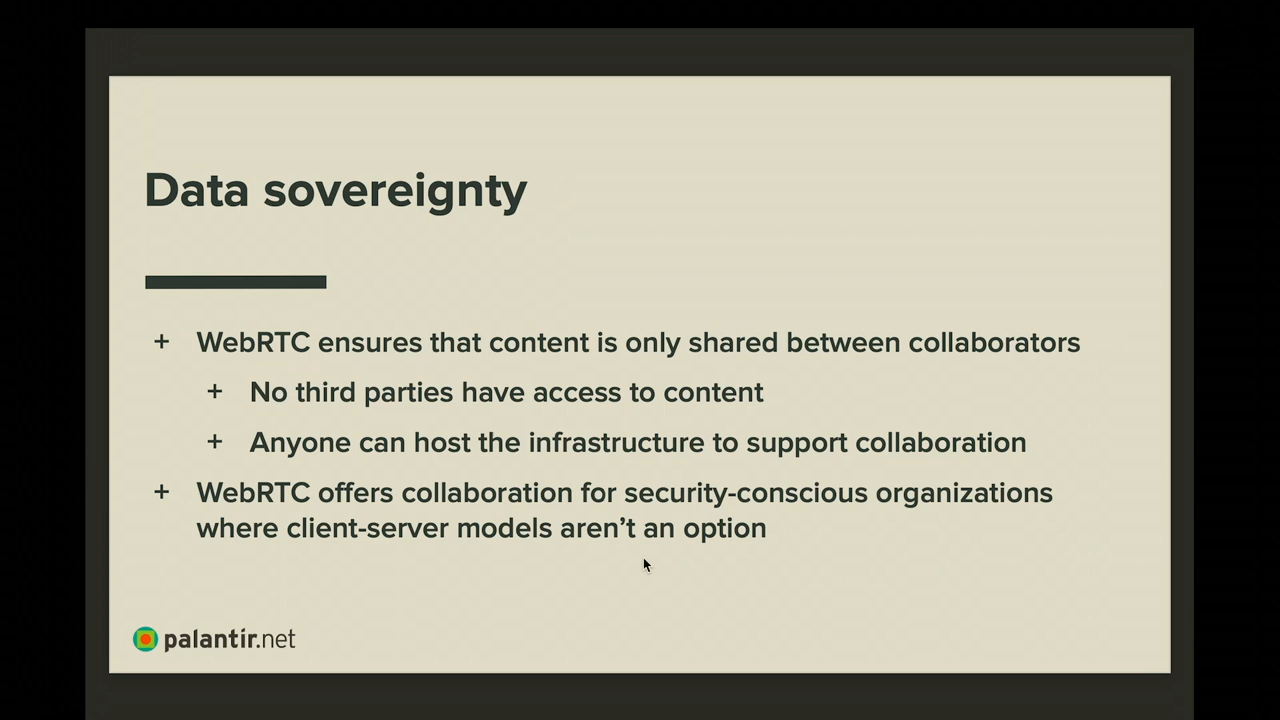 Data sovereignty
+ WebRTC ensures that content is only shared between collaborators
+ No third parties have access to content
+ Anyone can host the infrastructure to support collaboration
+ WebRTC offers collaboration for security-conscious organizations
where client-server models aren’t an option
palantir.net